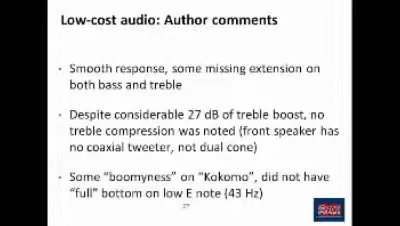 Low-cost audio: Author comments
• Smooth response, some missing extension on
both bass and treble
• Despite considerable 27 dB of treble boost, no
treble compression was noted (front speaker has
no coaxial tweeter, not dual cone)
• Some “boomyness” on “Kokomo”, did not have
“full” bottom on low E note (43 Hz)